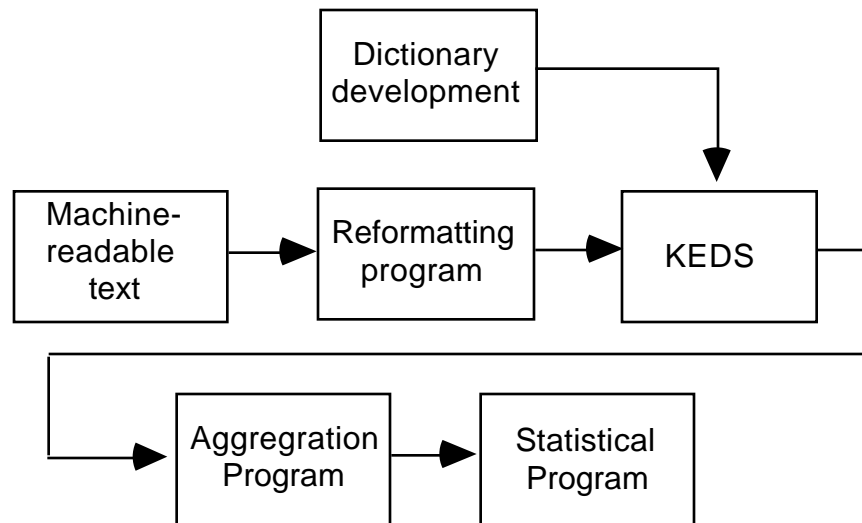 Dictionary
development
Machine-
readable
text
Reformatting
program
KEDS
Aggregration
Program
Statistical
Program